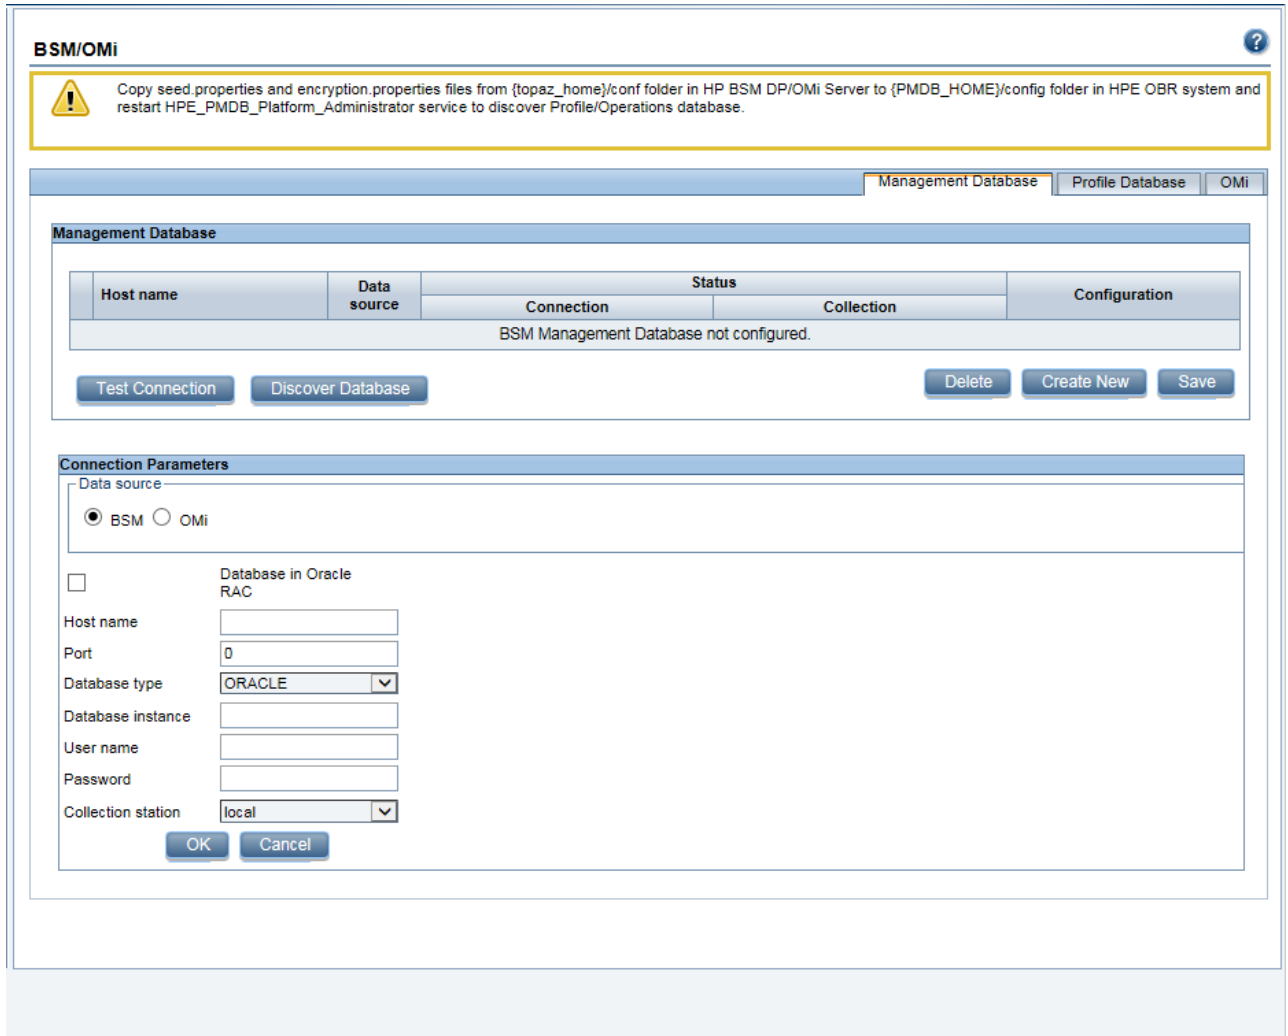 BSM/OMi
?
Copy seed.properties and encryption.properties files from {topaz_home}/conf folder in HP BSM DP/OMi Server to {PMDB_HOME}/config folder in HPE OBR system and
restart HPE_PMDB_Platform_Administrator service to discover Profile/Operations database.
Management Database Profile Database OMi
Management Database
Host name Data source Status Configuration
Connection Collection
BSM Management Database not configured.
Test Connection Discover Database Delete Create New Save
Connection Parameters
Data source
BSM OMi
Database in Oracle
RAC
Host name
Port 0
Database type ORACLE
Database instance
User name
Password
Collection station local
OK Cancel